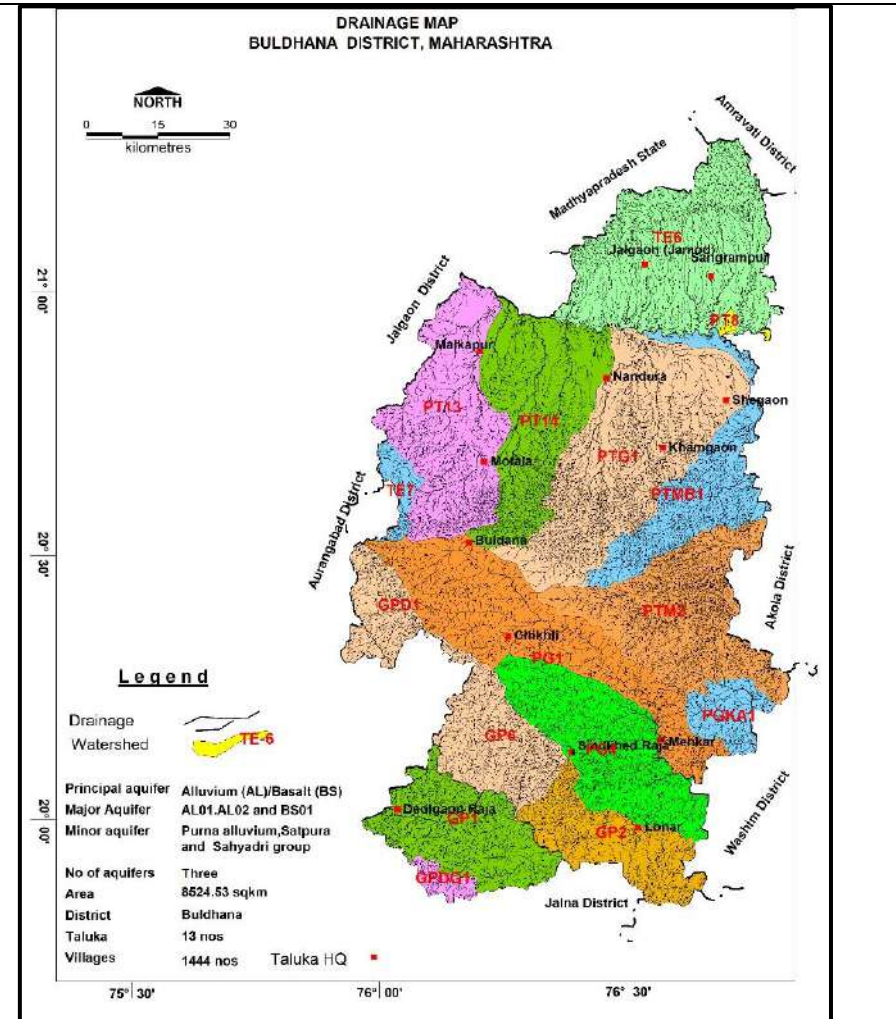 DRAINAGE MAP
BULDHANA DISTRICT, MAHARASHTRA
NORTH
0 15 30
kilometres
Amravati District
Madhyapradesh State
TE6
Jalgaon (Jamod)
Sangrampur
PT8
21° 00'
Jalgaon District
Malkapur
Nandura
Shegaon
PT13
PT11
PTG1
Khamgaon
Motala
TE7
PTMB1
Aurangabad District
Buldana
20° 30'
GPD1
PTM2
Akola District
Chikhli
PG1
Legend
PGKA1
Drainage
Watershed TE-6
GP6
Sindkhed Raja
Mehkar
Principal aquifer Alluvium (AL)/Basalt (BS)
Major Aquifer AL01.AL02 and BS01
Minor aquifer Purna alluvium,Satpura
and Sahyadri group
20° 00'
Deolgaon Raja
GP1
GP2
Lonar
Washim District
No of aquifers Three
Area 8524.53 sqkm
District Buldhana
Taluka 13 nos
Villages 1444 nos
Taluka HQ
GPDG1
Jalna District
75° 30' 76° 00' 76° 30'